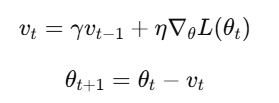 v_t = γv_{t−1} + η∇_θL(θ_t)
θ_{t+1} = θ_t − v_t